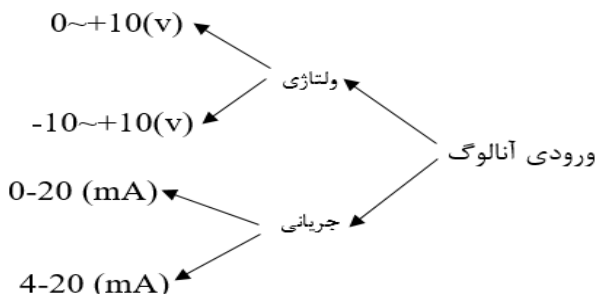 ورودی آنالوگ
ولتاژی
0~+10(v)
-10~+10(v)
جریانی
0-20 (mA)
4-20 (mA)